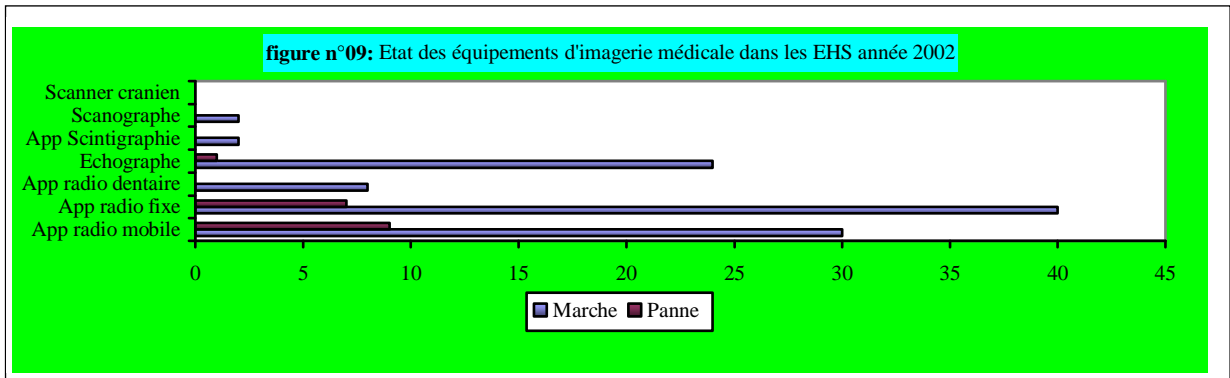 figure n°09: Etat des équipements d'imagerie médicale dans les EHS année 2002
Scanner cranien
Scanographe
App Scintigraphie
Echographe
App radio dentaire
App radio fixe
App radio mobile
0 5 10 15 20 25 30 35 40 45
Marche Panne